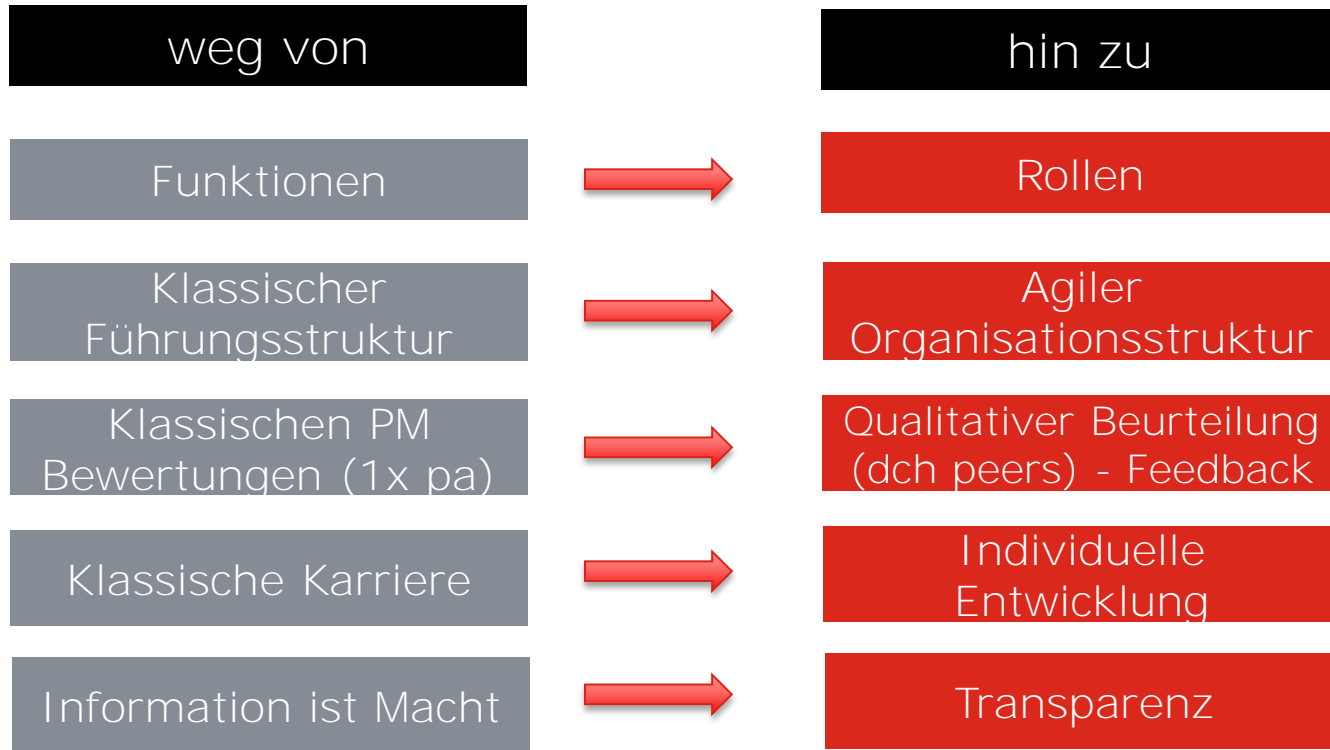 weg von
hin zu
Funktionen
Rollen
Klassischer
Führungsstruktur
Agiler
Organisationsstruktur
Klassischen PM
Bewertungen (1x pa)
Qualitativer Beurteilung
(dch peers) - Feedback
Klassische Karriere
Individuelle
Entwicklung
Information ist Macht
Transparenz